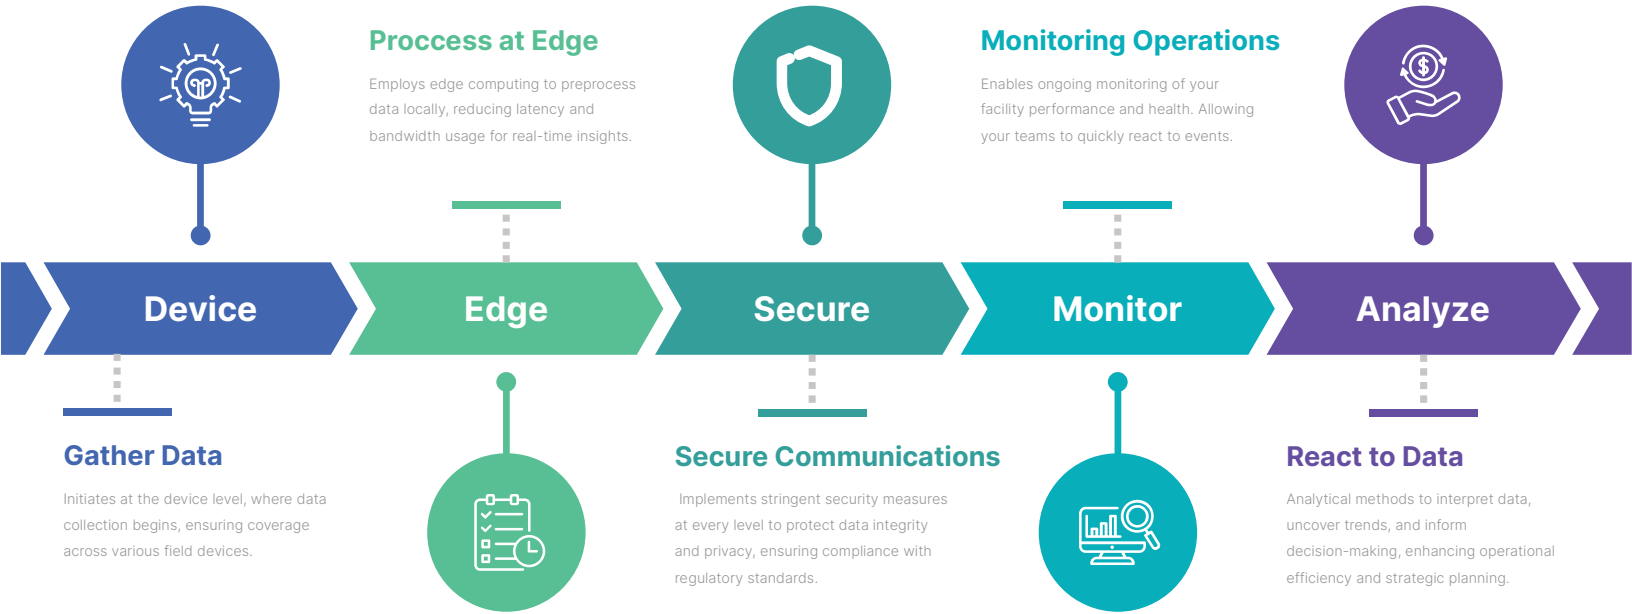 Proccess at Edge
Employs edge computing to preprocess
data locally, reducing latency and
bandwidth usage for real-time insights.
Monitoring Operations
Enables ongoing monitoring of your
facility performance and health. Allowing
your teams to quickly react to events.
$
Device
Edge
Secure
Monitor
Analyze
Gather Data
Initiates at the device level, where data
collection begins, ensuring coverage
across various field devices.
Secure Communications
Implements stringent security measures
at every level to protect data integrity
and privacy, ensuring compliance with
regulatory standards.
React to Data
Analytical methods to interpret data,
uncover trends, and inform
decision-making, enhancing operational
efficiency and strategic planning.